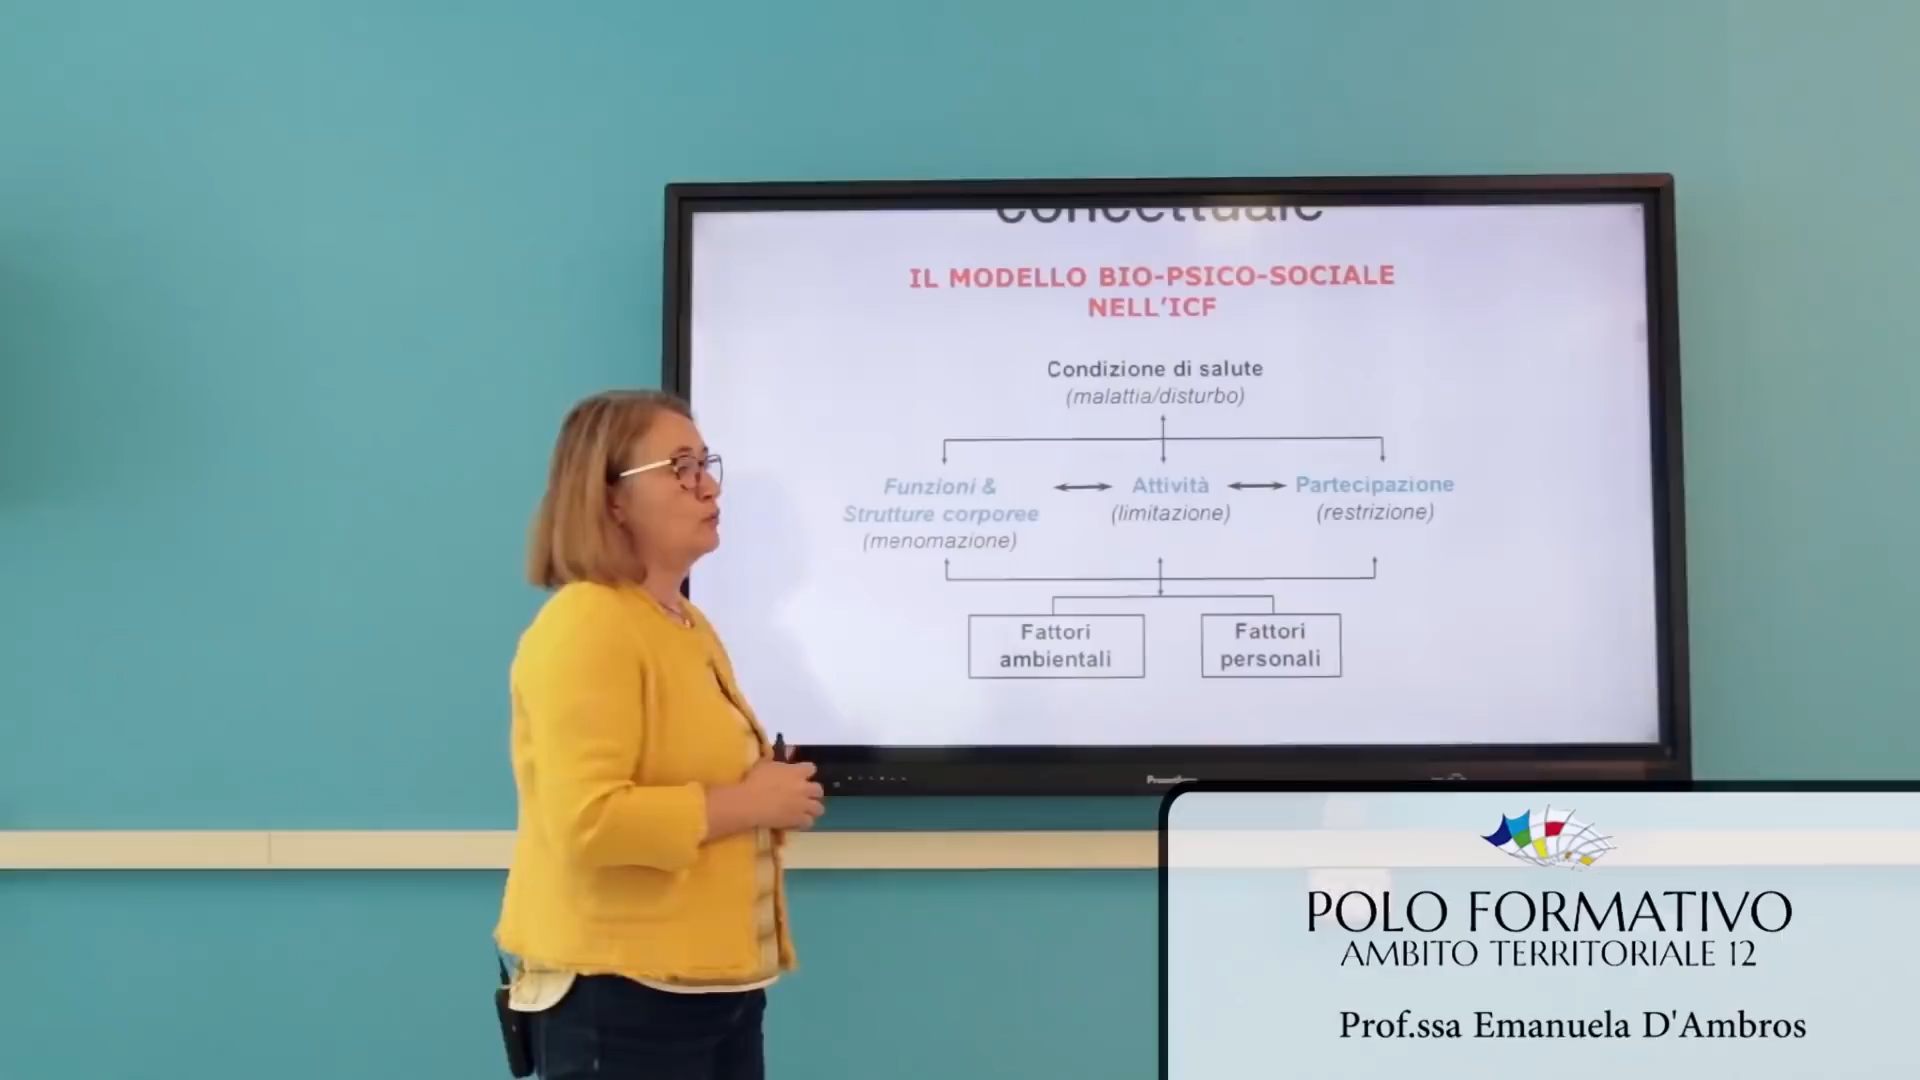 concettuale
IL MODELLO BIO-PSICO-SOCIALE
NELL'ICF
Condizione di salute
(malattia/disturbo)
Funzioni &
Strutture corporee
(menomazione)
Attività
(limitazione)
Partecipazione
(restrizione)
Fattori
ambientali
Fattori
personali
POLO FORMATIVO
AMBITO TERRITORIALE 12
Prof.ssa Emanuela D'Ambros